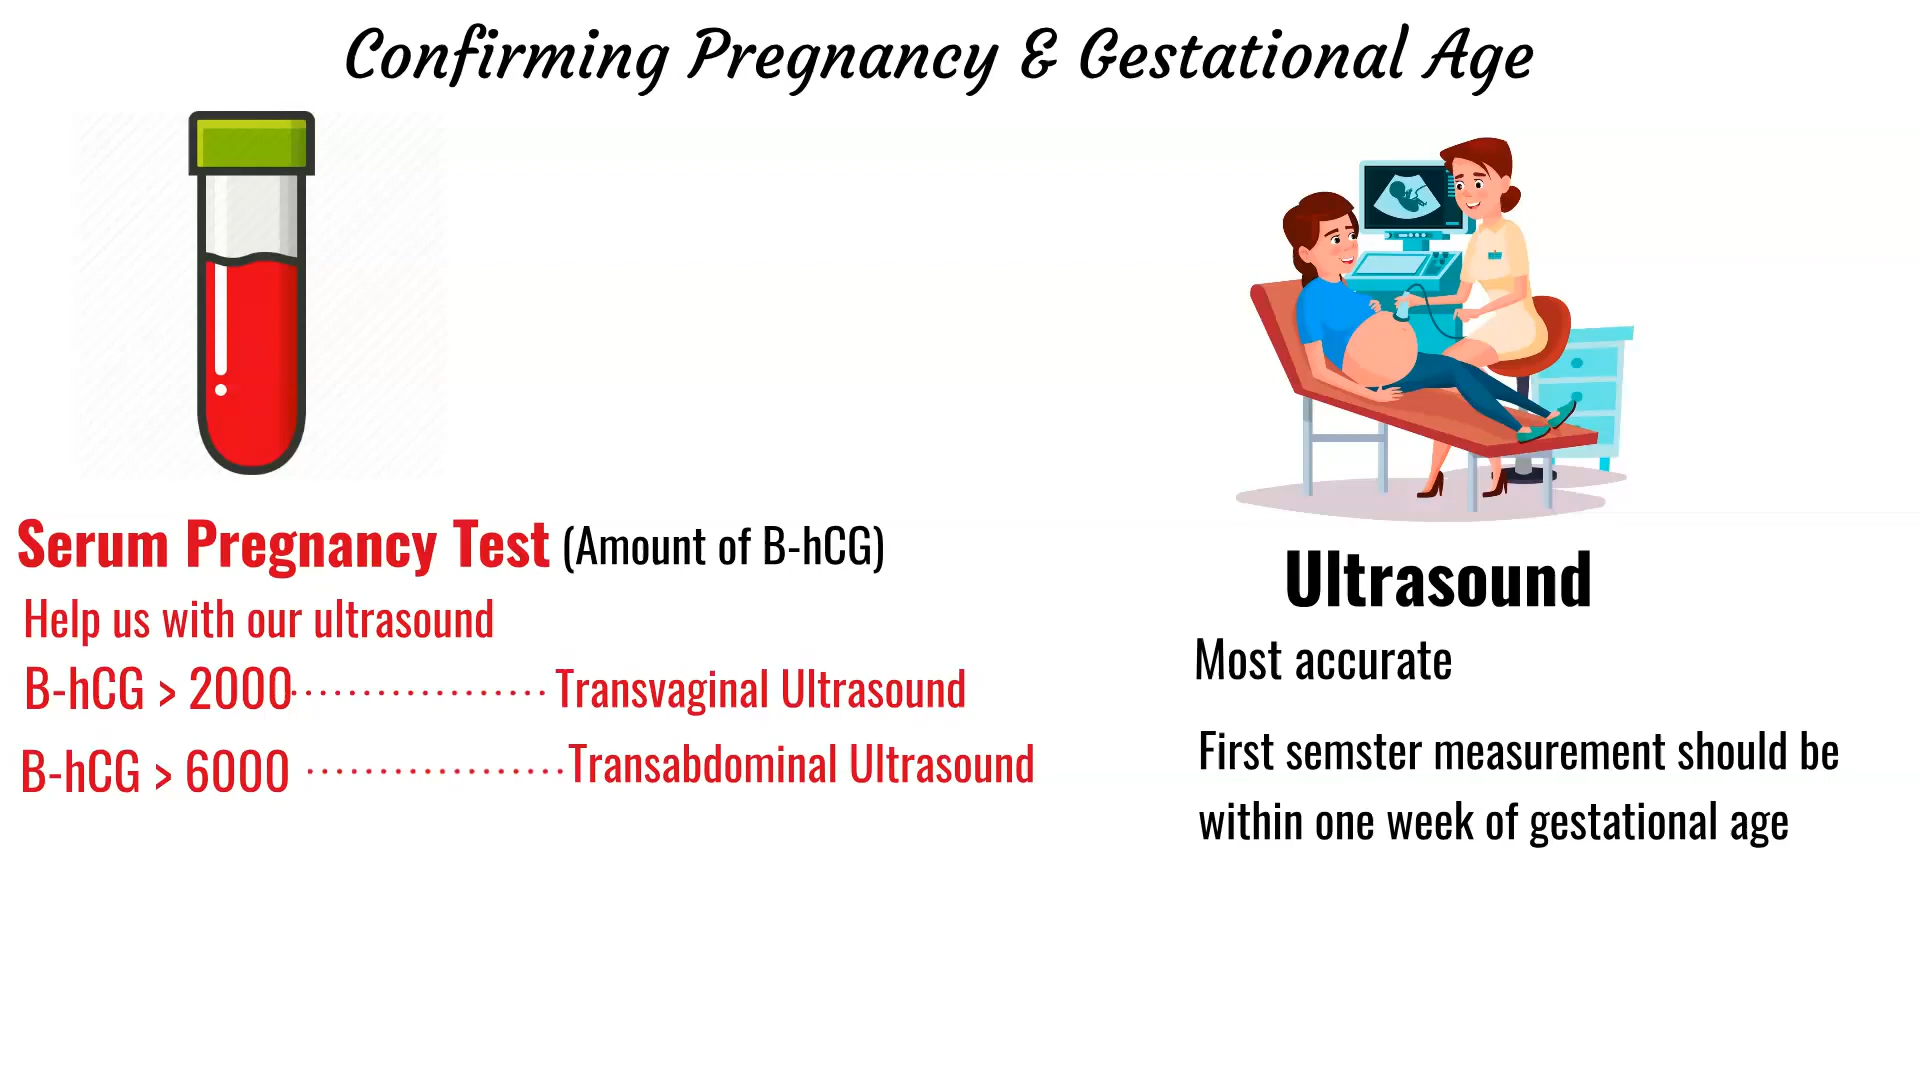 Confirming Pregnancy & Gestational Age
Serum Pregnancy Test (Amount of B-hCG)
Help us with our ultrasound
B-hCG > 2000 .................. Transvaginal Ultrasound
B-hCG > 6000 .................. Transabdominal Ultrasound
Ultrasound
Most accurate
First semster measurement should be
within one week of gestational age